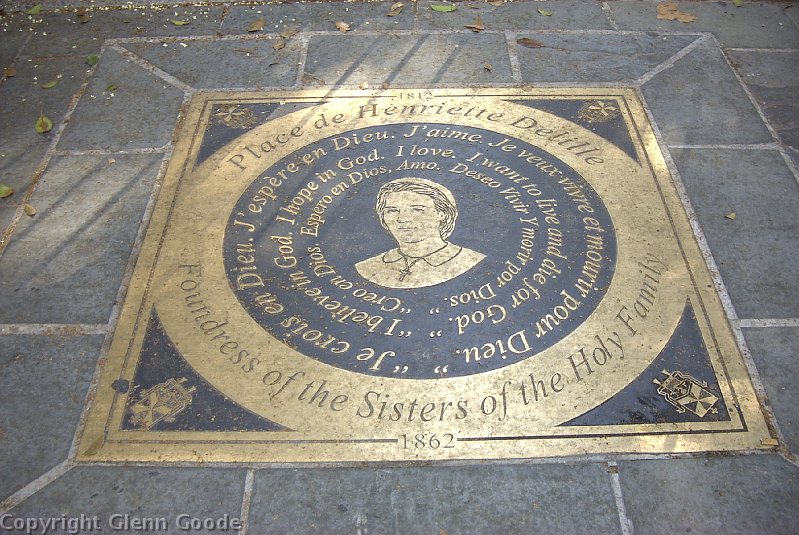 1812
Place de Henriette Delille
"Je crois en Dieu. J'espère en Dieu. J'aime. Je veux vivre et mourir pour Dieu."
"I believe in God. I hope in God. I love. I want to live and die for God."
"Creo en Dios. Espero en Dios, Amo. Deseo Vivir Y morir por Dios."
Foundress of the Sisters of the Holy Family
1862
Copyright Glenn Goode